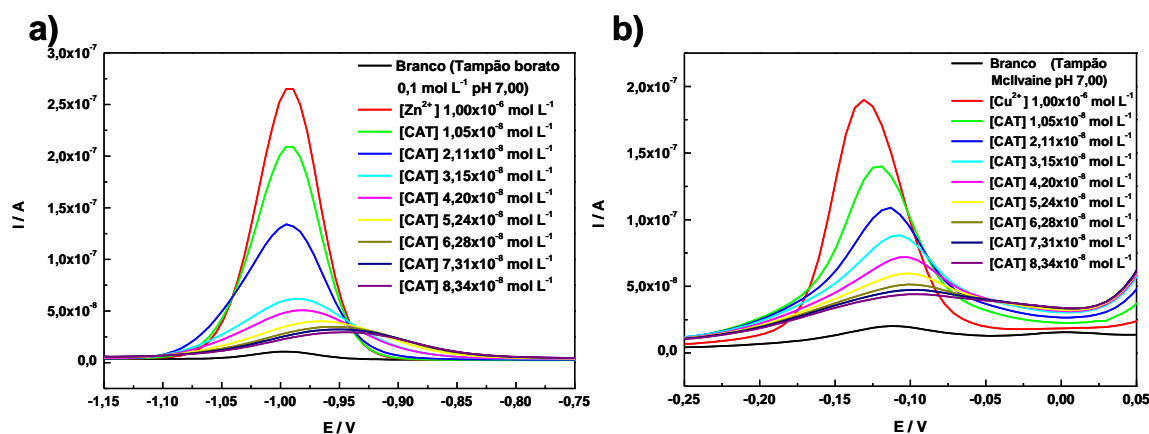 a)
3,0x10⁻⁷
2,5x10⁻⁷
2,0x10⁻⁷
1,5x10⁻⁷
1,0x10⁻⁷
5,0x10⁻⁸
0,0
I / A
-1,15
-1,10
-1,05
-1,00
-0,95
-0,90
-0,85
-0,80
-0,75
E / V
Branco (Tampão borato
0,1 mol L⁻¹ pH 7,00)
[Zn²⁺] 1,00x10⁻⁶ mol L⁻¹
[CAT] 1,05x10⁻⁸ mol L⁻¹
[CAT] 2,11x10⁻⁸ mol L⁻¹
[CAT] 3,15x10⁻⁸ mol L⁻¹
[CAT] 4,20x10⁻⁸ mol L⁻¹
[CAT] 5,24x10⁻⁸ mol L⁻¹
[CAT] 6,28x10⁻⁸ mol L⁻¹
[CAT] 7,31x10⁻⁸ mol L⁻¹
[CAT] 8,34x10⁻⁸ mol L⁻¹
b)
2,0x10⁻⁷
1,5x10⁻⁷
1,0x10⁻⁷
5,0x10⁻⁸
0,0
I / A
-0,25
-0,20
-0,15
-0,10
-0,05
0,00
0,05
E / V
Branco (Tampão
McIlvaine pH 7,00)
[Cu²⁺] 1,00x10⁻⁶ mol L⁻¹
[CAT] 1,05x10⁻⁸ mol L⁻¹
[CAT] 2,11x10⁻⁸ mol L⁻¹
[CAT] 3,15x10⁻⁸ mol L⁻¹
[CAT] 4,20x10⁻⁸ mol L⁻¹
[CAT] 5,24x10⁻⁸ mol L⁻¹
[CAT] 6,28x10⁻⁸ mol L⁻¹
[CAT] 7,31x10⁻⁸ mol L⁻¹
[CAT] 8,34x10⁻⁸ mol L⁻¹